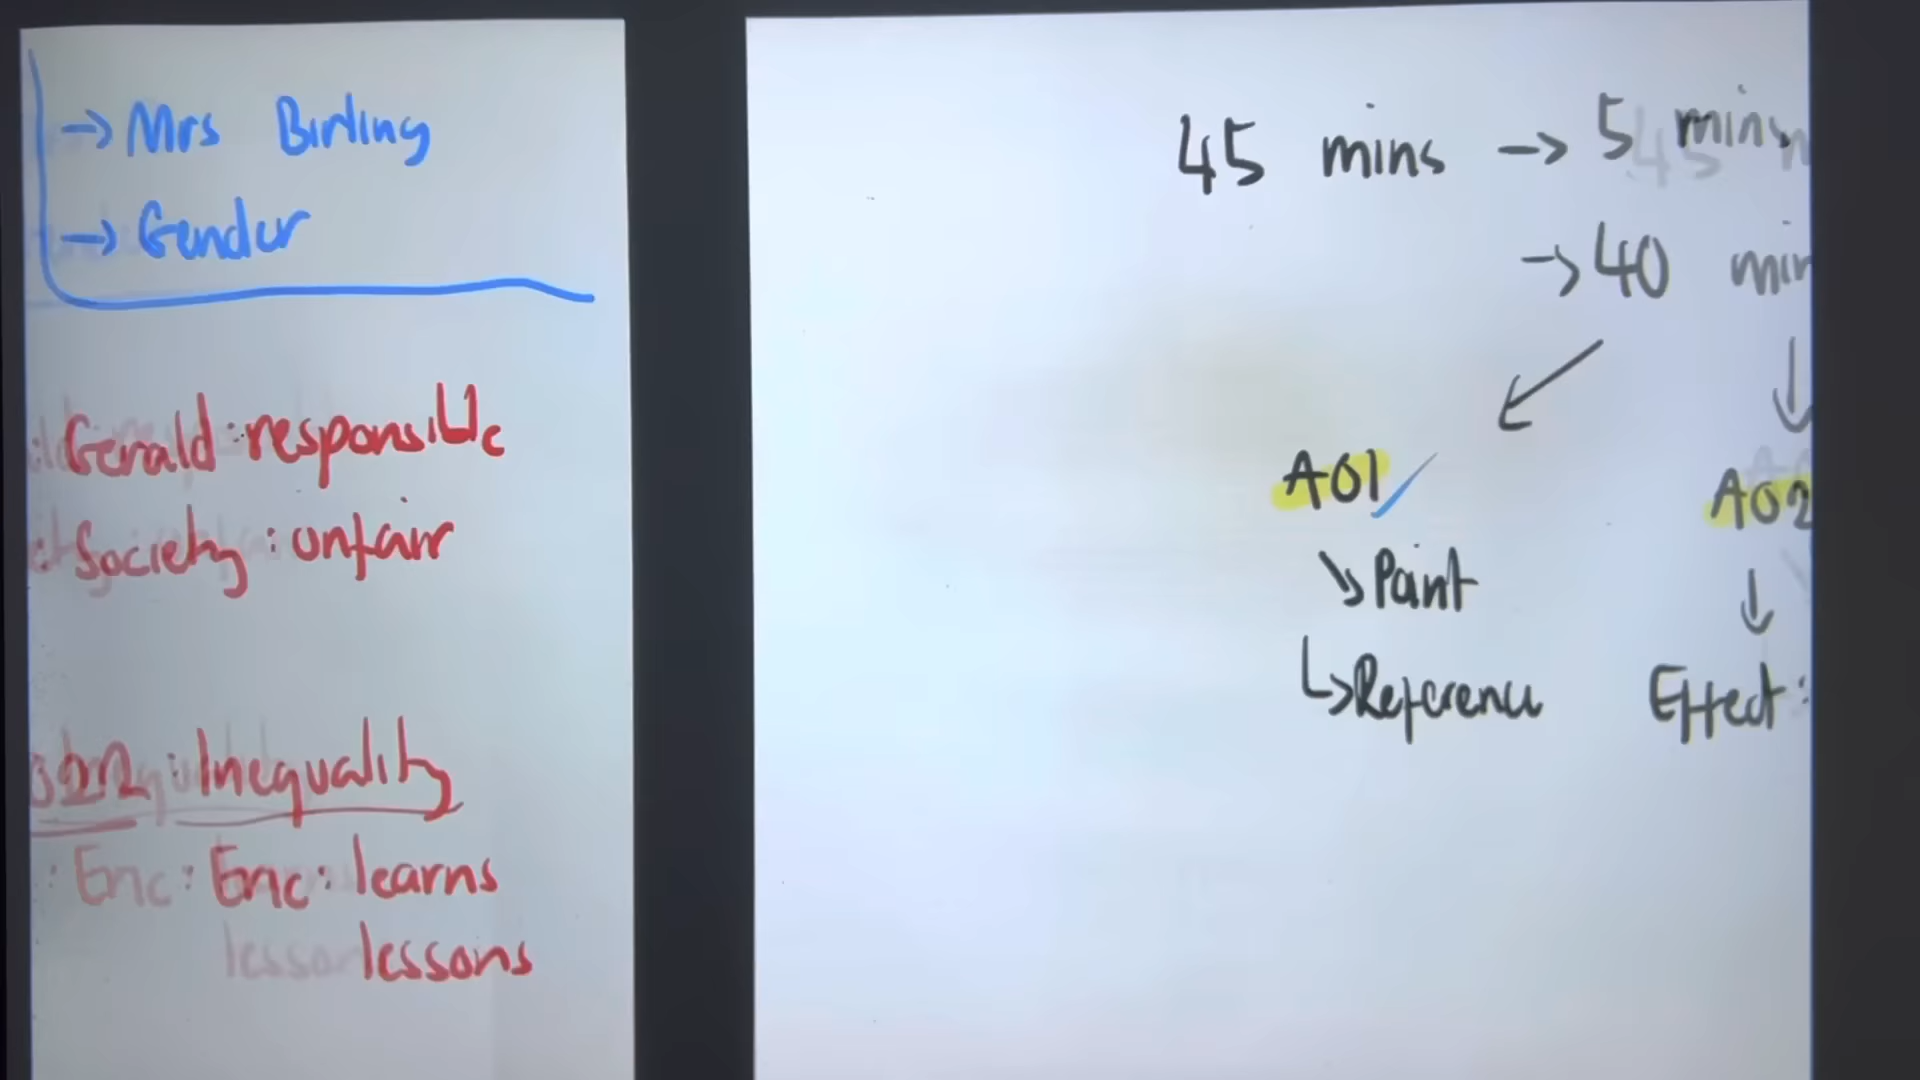 → Mrs Birling
→ Gender
Gerald : responsible
Society : unfair
: Inequality
: Eric : Eric : learns
lessons
45 mins → 5 mins
→ 40 min
AO1
AO2
↘ Point
↳ Reference
Effect :